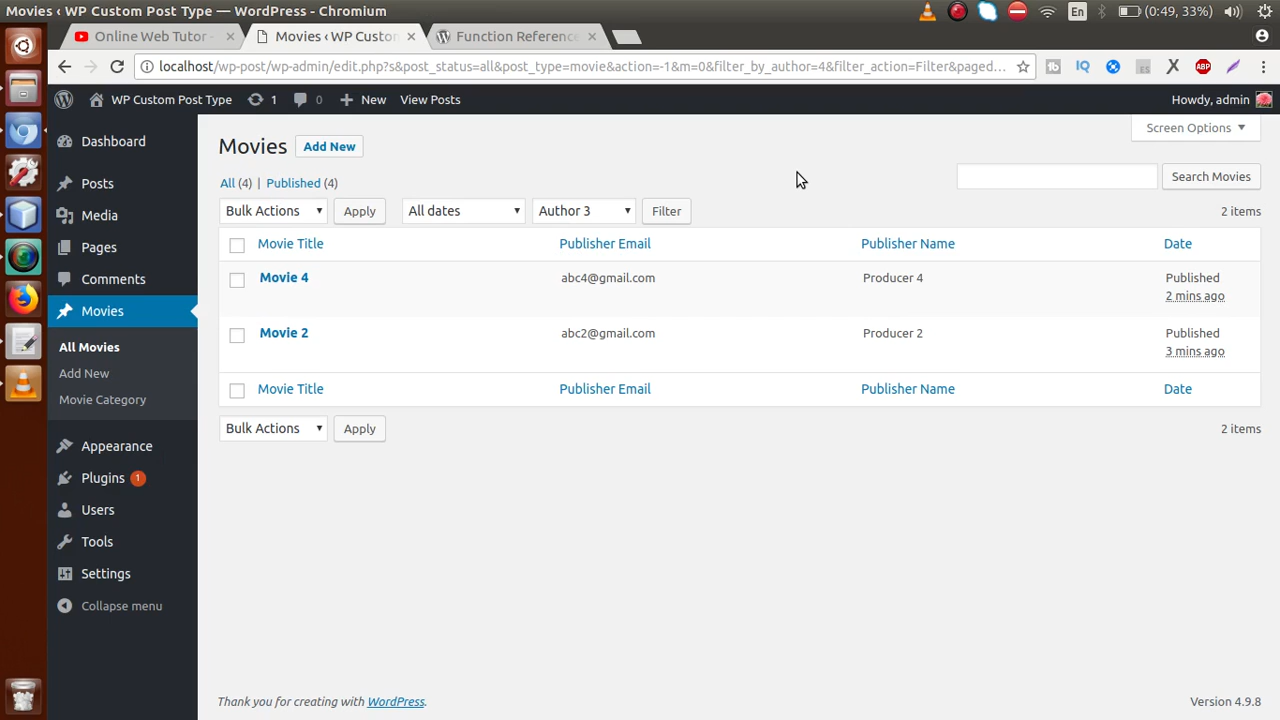 Movies ‹ WP Custom Post Type — WordPress - Chromium
En
(0:49, 33%)
Online Web Tutor -
Movies ‹ WP Custo
Function Reference
localhost/wp-post/wp-admin/edit.php?s&post_status=all&post_type=movie&action=-1&m=0&filter_by_author=4&filter_action=Filter&paged...
ABP
WP Custom Post Type
1
0
New
View Posts
Howdy, admin
Screen Options
Dashboard
Posts
Media
Pages
Comments
Movies
All Movies
Add New
Movie Category
Appearance
Plugins 1
Users
Tools
Settings
Collapse menu
Movies Add New
All (4) | Published (4)
Search Movies
Bulk Actions Apply All dates Author 3 Filter 2 items
Movie Title Publisher Email Publisher Name Date
Movie 4 abc4@gmail.com Producer 4 Published
2 mins ago
Movie 2 abc2@gmail.com Producer 2 Published
3 mins ago
Movie Title Publisher Email Publisher Name Date
Bulk Actions Apply 2 items
Thank you for creating with WordPress. Version 4.9.8